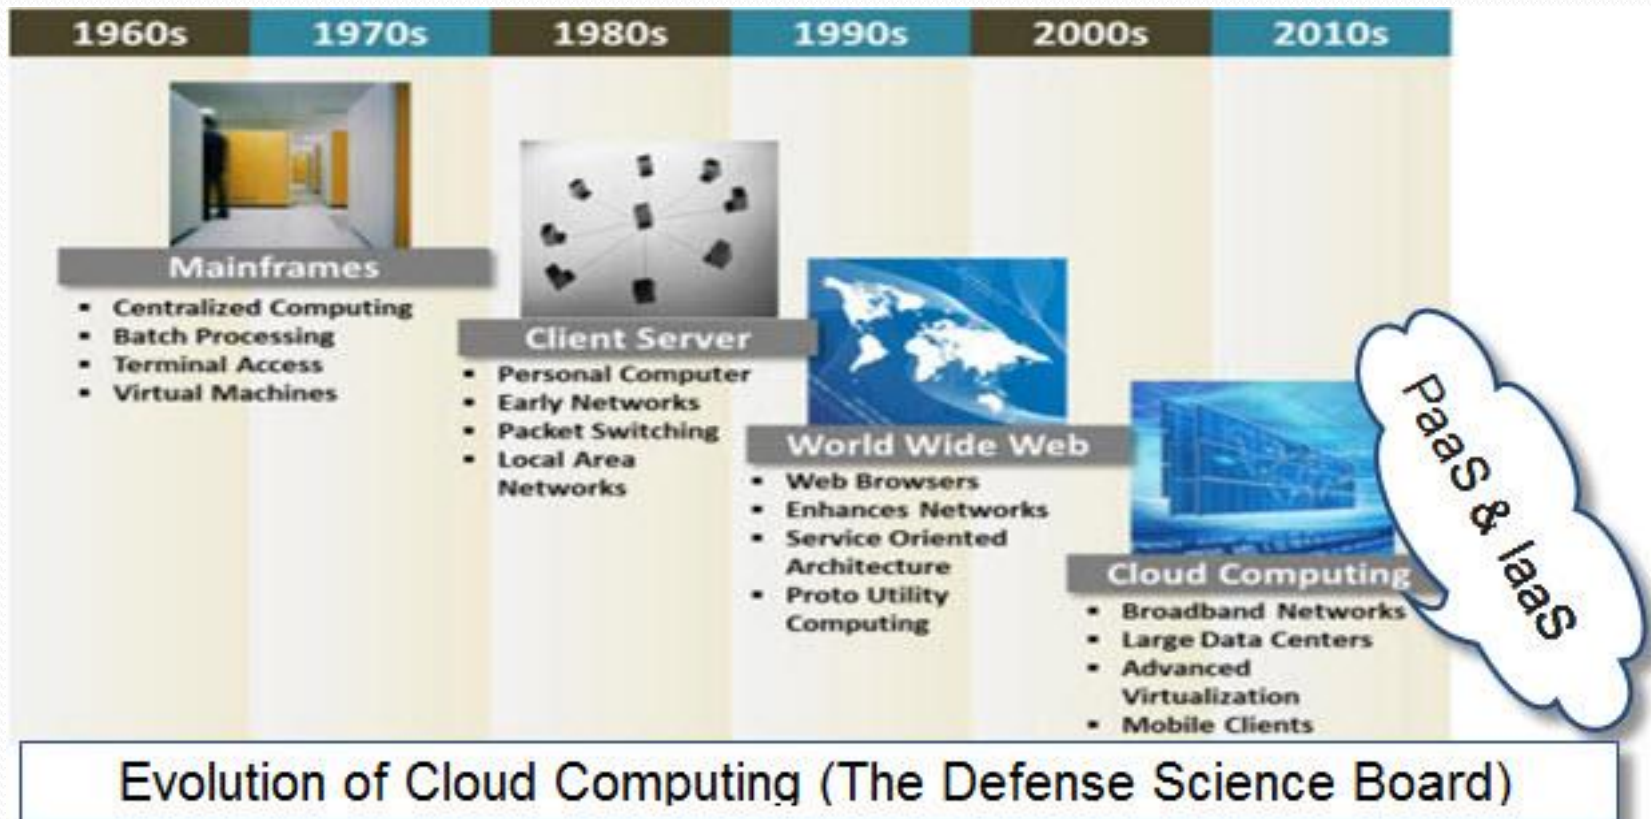 1960s 1970s 1980s 1990s 2000s 2010s
Mainframes
▪ Centralized Computing
▪ Batch Processing
▪ Terminal Access
▪ Virtual Machines
Client Server
▪ Personal Computer
▪ Early Networks
▪ Packet Switching
▪ Local Area
Networks
World Wide Web
▪ Web Browsers
▪ Enhances Networks
▪ Service Oriented
Architecture
▪ Proto Utility
Computing
Cloud Computing
▪ Broadband Networks
▪ Large Data Centers
▪ Advanced
Virtualization
▪ Mobile Clients
PaaS & IaaS
Evolution of Cloud Computing (The Defense Science Board)